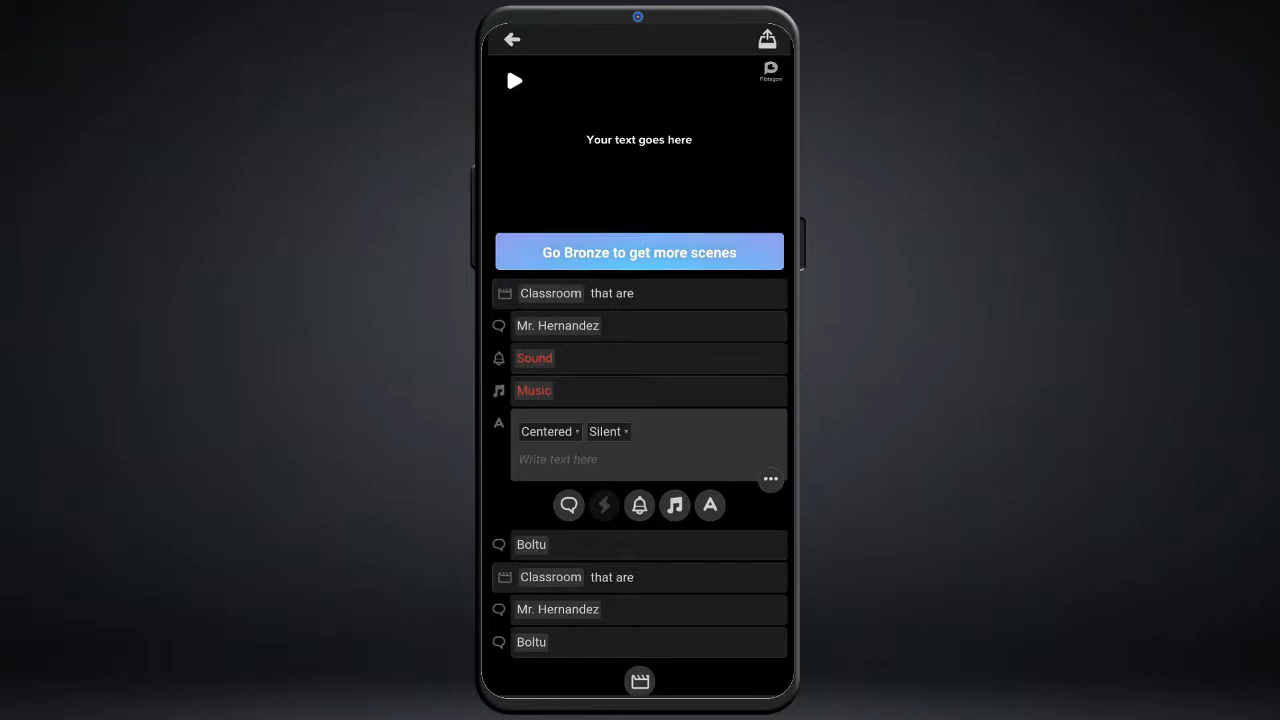 Plotagon
Your text goes here
Go Bronze to get more scenes
Classroom that are
Mr. Hernandez
Sound
Music
A
Centered Silent
Write text here
A
Boltu
Classroom that are
Mr. Hernandez
Boltu